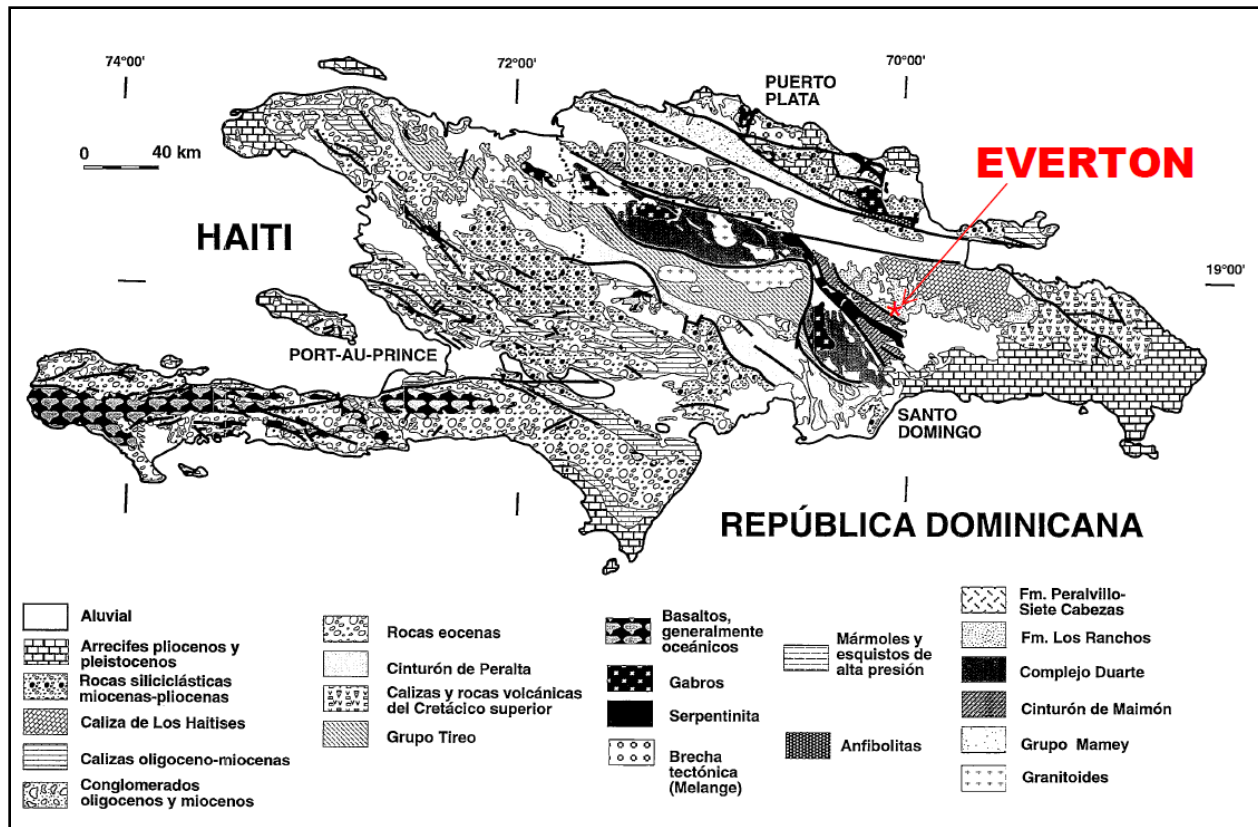 74°00'
72°00'
70°00'
PUERTO
PLATA
0 40 km
EVERTON
HAITI
19°00'
PORT-AU-PRINCE
SANTO
DOMINGO
REPÚBLICA DOMINICANA
Aluvial
Arrecifes pliocenos y
pleistocenos
Rocas siliciclásticas
miocenas-pliocenas
Caliza de Los Haitises
Calizas oligoceno-miocenas
Conglomerados
oligocenos y miocenos
Rocas eocenas
Cinturón de Peralta
Calizas y rocas volcánicas
del Cretácico superior
Grupo Tireo
Basaltos,
generalmente
oceánicos
Gabros
Serpentinita
Brecha
tectónica
(Melange)
Mármoles y
esquistos de
alta presión
Anfibolitas
Fm. Peralvillo-
Siete Cabezas
Fm. Los Ranchos
Complejo Duarte
Cinturón de Maimón
Grupo Mamey
Granitoides